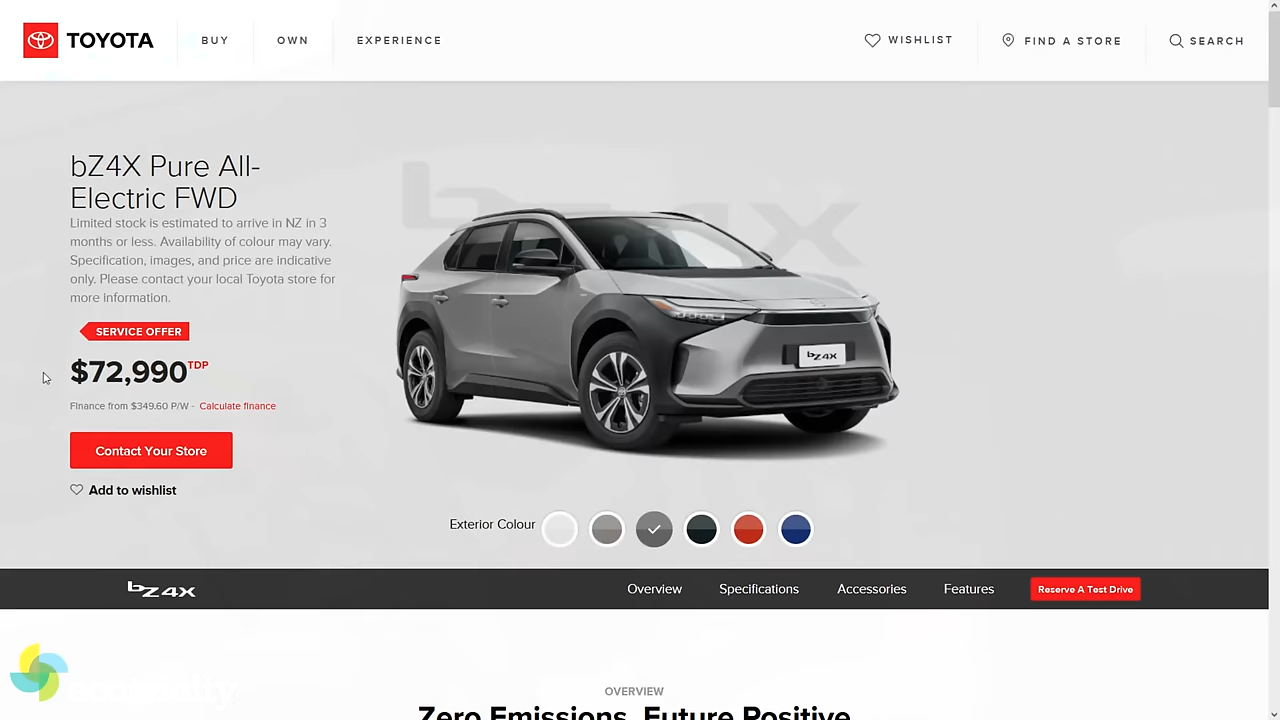 TOYOTA
BUY
OWN
EXPERIENCE
WISHLIST
FIND A STORE
SEARCH
bZ4X Pure All-
Electric FWD
Limited stock is estimated to arrive in NZ in 3
months or less. Availability of colour may vary.
Specification, images, and price are indicative
only. Please contact your local Toyota store for
more information.
SERVICE OFFER
$72,990 TDP
Finance from $349.60 P/W - Calculate finance
Contact Your Store
Add to wishlist
bZ4X
bZ4X
Exterior Colour
bZ4X
Overview
Specifications
Accessories
Features
Reserve A Test Drive
OVERVIEW
Zero Emissions. Future Positive